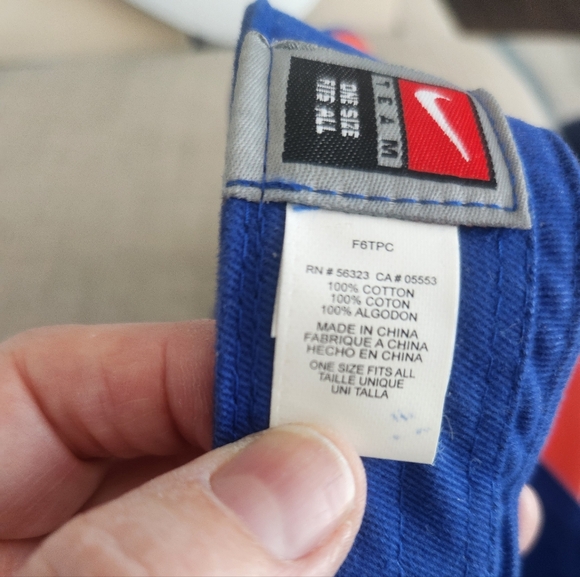 TEAM
ONE SIZE
FITS ALL
F6TPC
RN # 56323 CA # 05553
100% COTTON
100% COTON
100% ALGODON
MADE IN CHINA
FABRIQUE A CHINA
HECHO EN CHINA
ONE SIZE FITS ALL
TAILLE UNIQUE
UNI TALLA